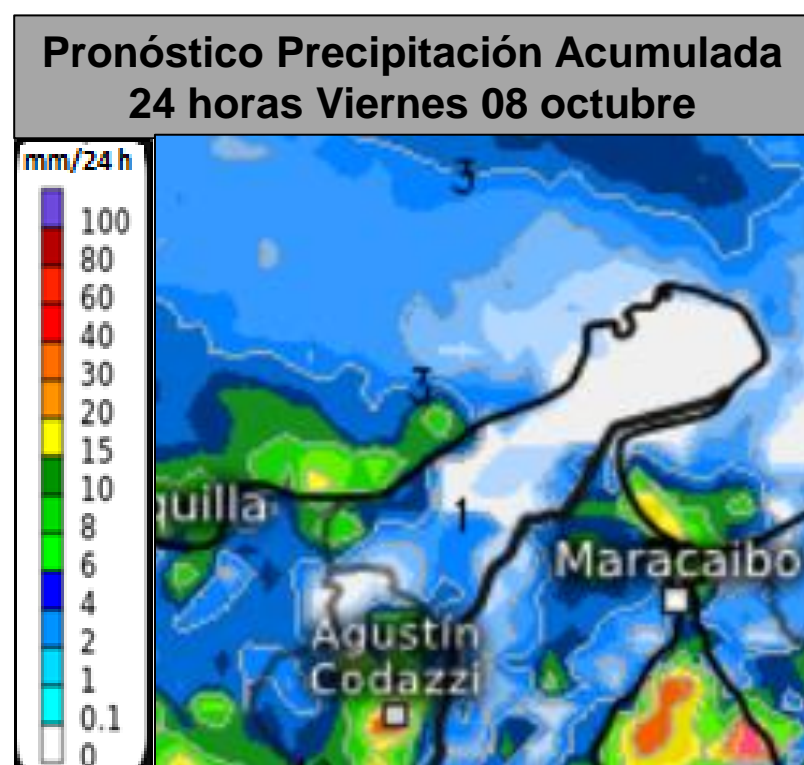 Pronóstico Precipitación Acumulada
24 horas Viernes 08 octubre
mm/24 h
100
80
60
40
30
20
15
10
8
6
4
2
1
0.1
0
3
3
quilla
1
Maracaibo
Agustín
Codazzi